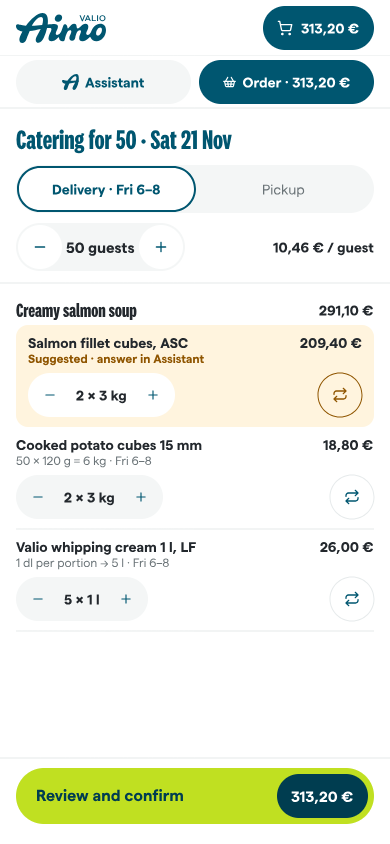 VALIO
Aimo
313,20 €
Assistant
Order · 313,20 €
Catering for 50 · Sat 21 Nov
Delivery · Fri 6–8
Pickup
− 50 guests +
10,46 € / guest
Creamy salmon soup
291,10 €
Salmon fillet cubes, ASC
209,40 €
Suggested · answer in Assistant
− 2 × 3 kg +
Cooked potato cubes 15 mm
18,80 €
50 × 120 g = 6 kg · Fri 6–8
− 2 × 3 kg +
Valio whipping cream 1 l, LF
26,00 €
1 dl per portion → 5 l · Fri 6–8
− 5 × 1 l +
Review and confirm
313,20 €